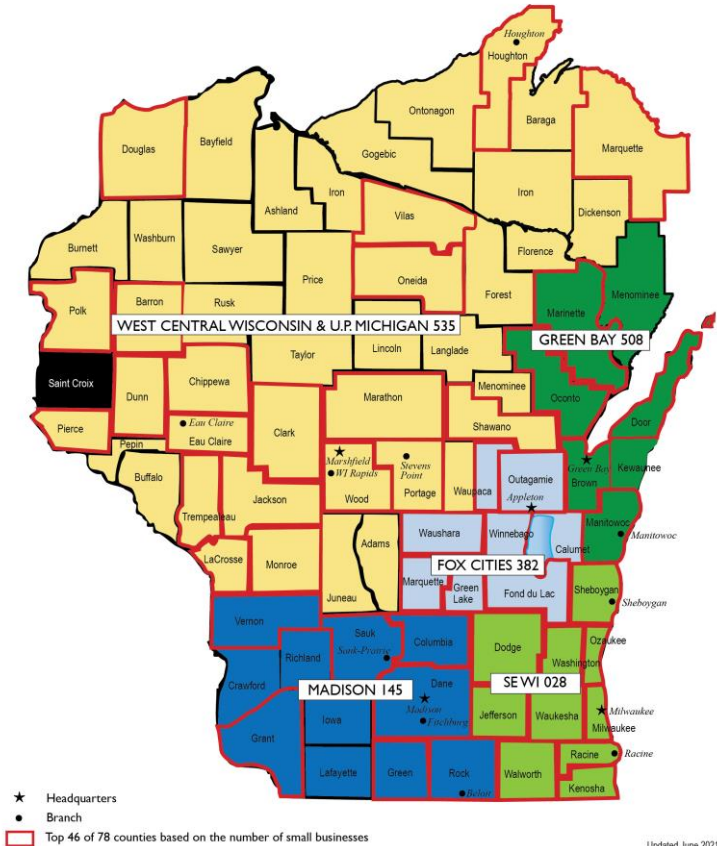 Houghton
Houghton
Ontonagon
Baraga
Marquette
Douglas
Bayfield
Gogebic
Iron
Iron
Ashland
Dickenson
Vilas
Washburn
Sawyer
Burnett
Florence
Price
Oneida
Forest
Menominee
Marinette
Polk
Barron
Rusk
WEST CENTRAL WISCONSIN & U.P. MICHIGAN 535
GREEN BAY 508
Lincoln
Langlade
Taylor
Saint Croix
Chippewa
Menominee
Oconto
Dunn
Marathon
Door
Eau Claire
Shawano
Pierce
Eau Claire
Clark
Pepin
Marshfield
WI Rapids
Stevens
Point
Green Bay
Kewaunee
Outagamie
Brown
Buffalo
Wood
Portage
Waupaca
Appleton
Jackson
Trempealeau
Manitowoc
Manitowoc
Waushara
Winnebago
Calumet
Adams
LaCrosse
Monroe
FOX CITIES 382
Marquette
Green
Lake
Fond du Lac
Sheboygan
Juneau
Sheboygan
Vernon
Sauk
Columbia
Dodge
Ozaukee
Richland
Sauk-Prairie
Washington
Crawford
Dane
SE WI 028
MADISON 145
Madison
Fitchburg
Jefferson
Waukesha
Milwaukee
Milwaukee
Iowa
Grant
Racine
Racine
Lafayette
Green
Rock
Walworth
Beloit
Kenosha
Headquarters
Branch
Top 46 of 78 counties based on the number of small businesses
Updated June 2021